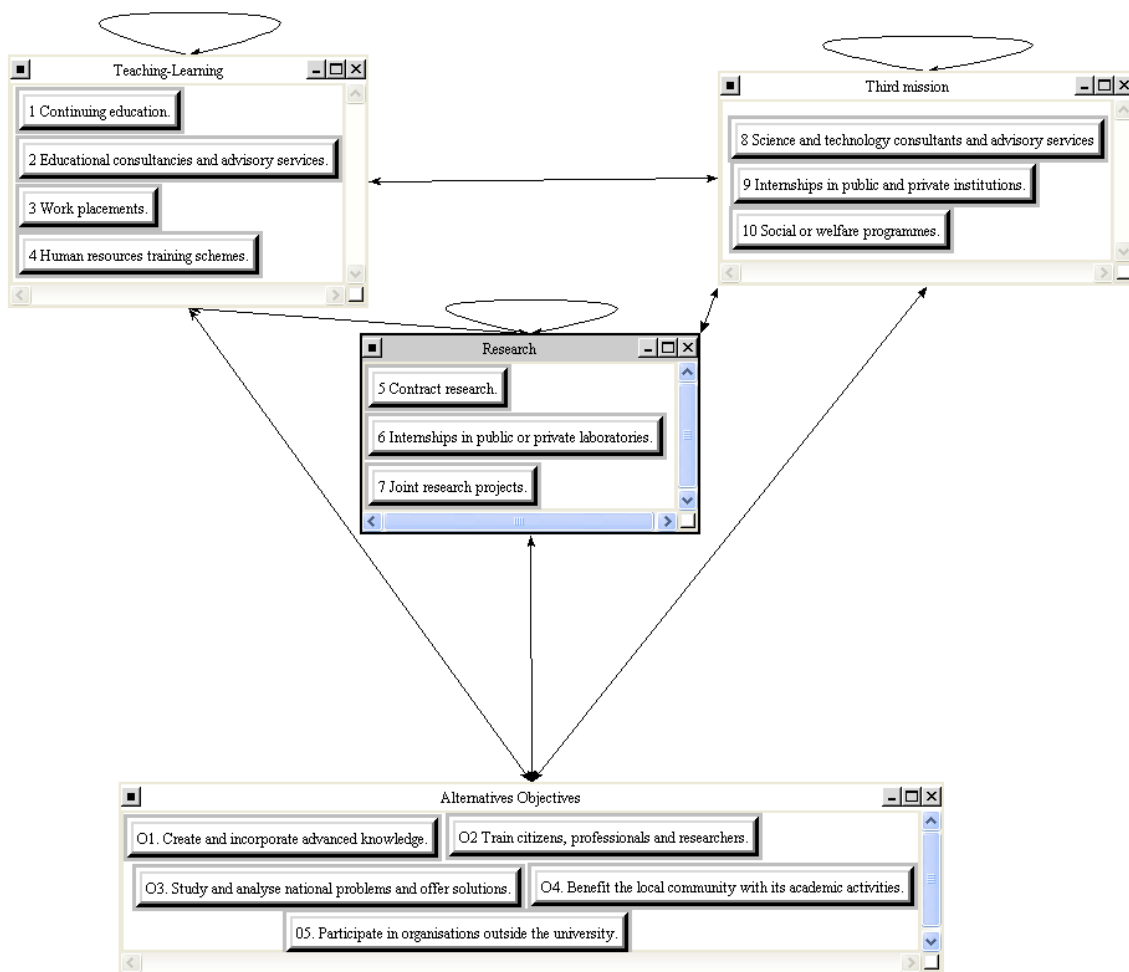 Teaching-Learning
1 Continuing education.
2 Educational consultancies and advisory services.
3 Work placements.
4 Human resources training schemes.
Third mission
8 Science and technology consultants and advisory services
9 Internships in public and private institutions.
10 Social or welfare programmes.
Research
5 Contract research.
6 Internships in public or private laboratories.
7 Joint research projects.
Alternatives Objectives
O1. Create and incorporate advanced knowledge.
O2 Train citizens, professionals and researchers.
O3. Study and analyse national problems and offer solutions.
O4. Benefit the local community with its academic activities.
05. Participate in organisations outside the university.